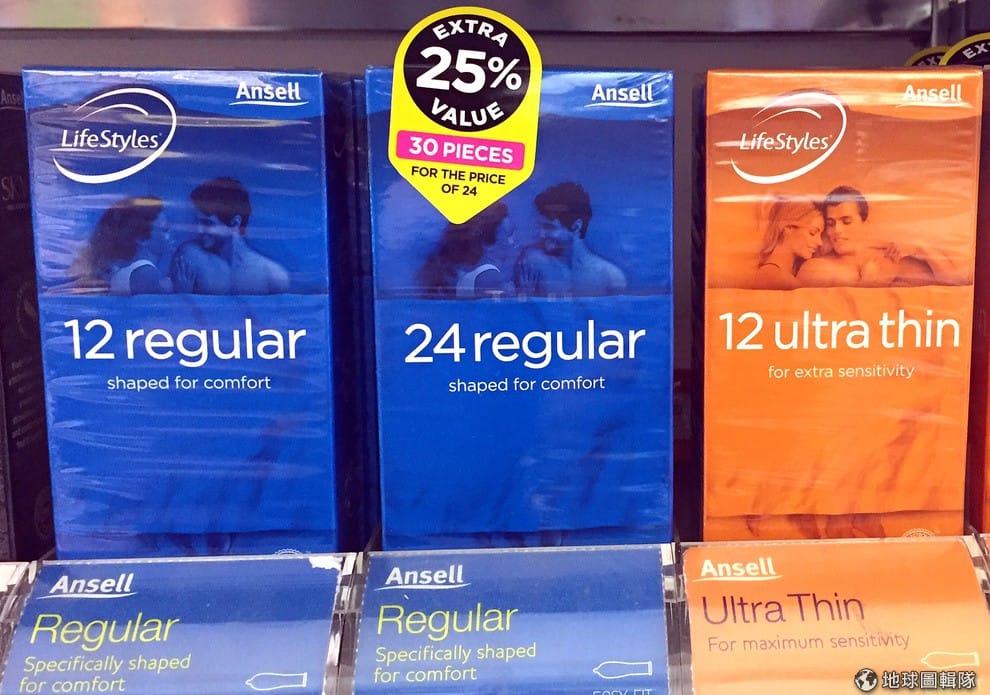 LifeStyles
Ansell
12 regular
shaped for comfort
EXTRA
25%
VALUE
30 PIECES
FOR THE PRICE
OF 24
Ansell
24 regular
shaped for comfort
LifeStyles
Ansell
12 ultra thin
for extra sensitivity
Ansell
Regular
Specifically shaped
for comfort
Ansell
Regular
Specifically shaped
for comfort
EASY FIT
Ansell
Ultra Thin
For maximum sensitivity
地球圖輯隊